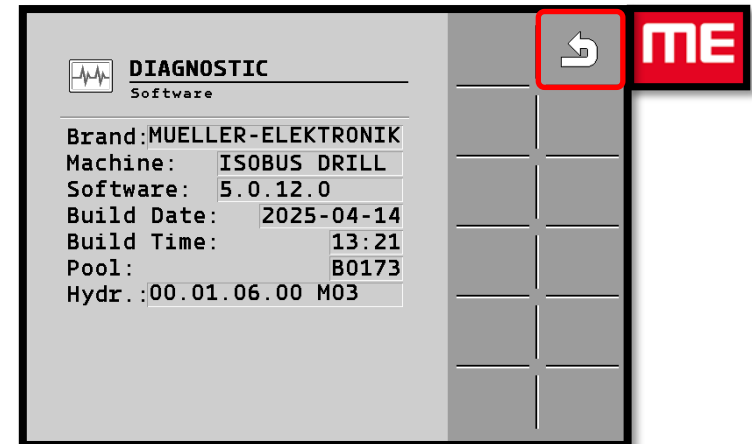 DIAGNOSTIC
Software
Brand:MUELLER-ELEKTRONIK
Machine: ISOBUS DRILL
Software: 5.0.12.0
Build Date: 2025-04-14
Build Time: 13:21
Pool: B0173
Hydr.:00.01.06.00 M03
ME